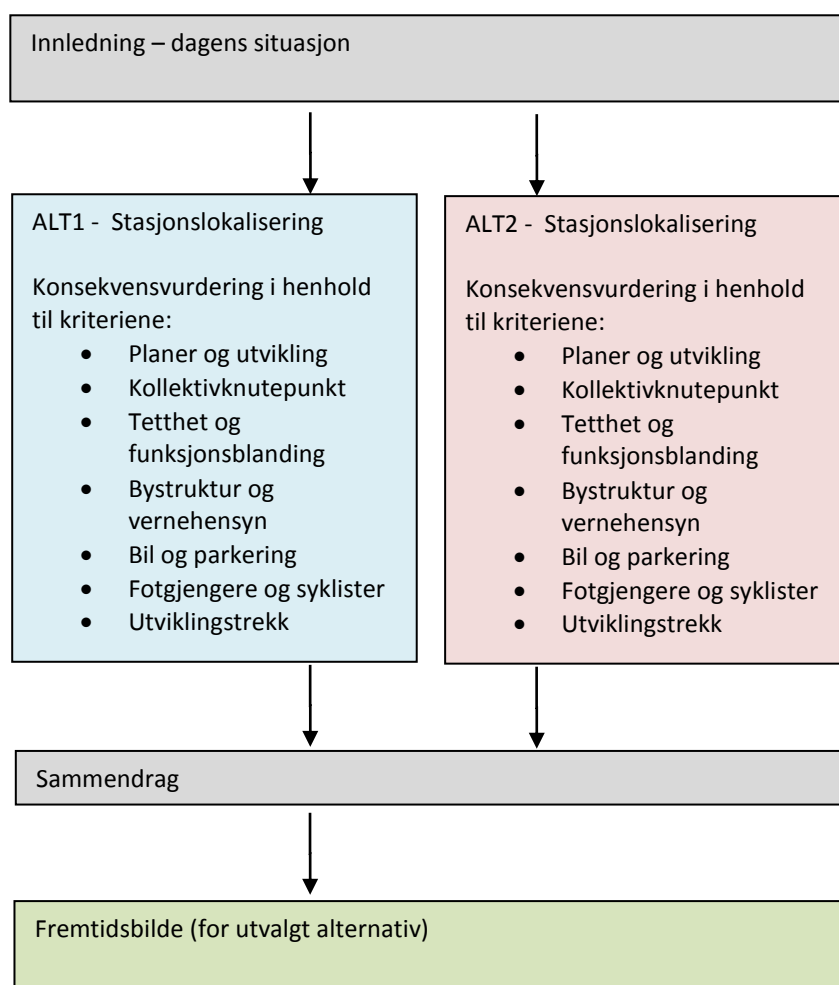 Innledning – dagens situasjon
ALT1 - Stasjonslokalisering
Konsekvensvurdering i henhold
til kriteriene:
• Planer og utvikling
• Kollektivknutepunkt
• Tetthet og
funksjonsblanding
• Bystruktur og
vernehensyn
• Bil og parkering
• Fotgjengere og syklister
• Utviklingstrekk
ALT2 - Stasjonslokalisering
Konsekvensvurdering i henhold
til kriteriene:
• Planer og utvikling
• Kollektivknutepunkt
• Tetthet og
funksjonsblanding
• Bystruktur og
vernehensyn
• Bil og parkering
• Fotgjengere og syklister
• Utviklingstrekk
Sammendrag
Fremtidsbilde (for utvalgt alternativ)